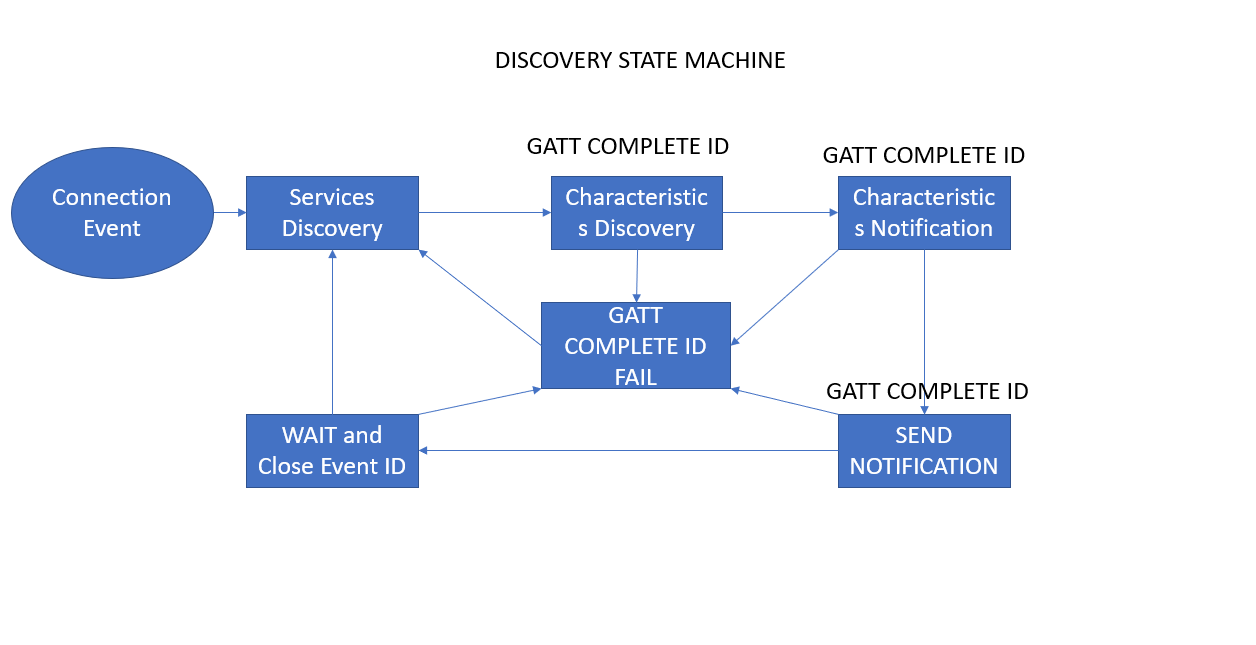 DISCOVERY STATE MACHINE
GATT COMPLETE ID
GATT COMPLETE ID
Connection
Event
Services
Discovery
Characteristic
s Discovery
Characteristic
s Notification
GATT
COMPLETE ID
FAIL
GATT COMPLETE ID
WAIT and
Close Event ID
SEND
NOTIFICATION